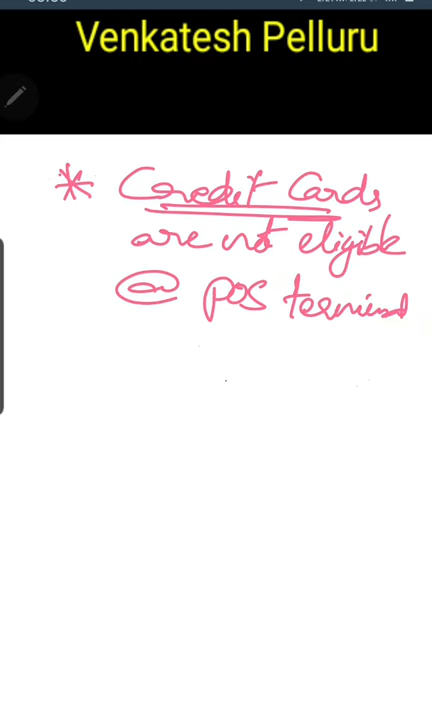 Venkatesh Pelluru
* Credit Cards
are not eligible
@ POS terminal